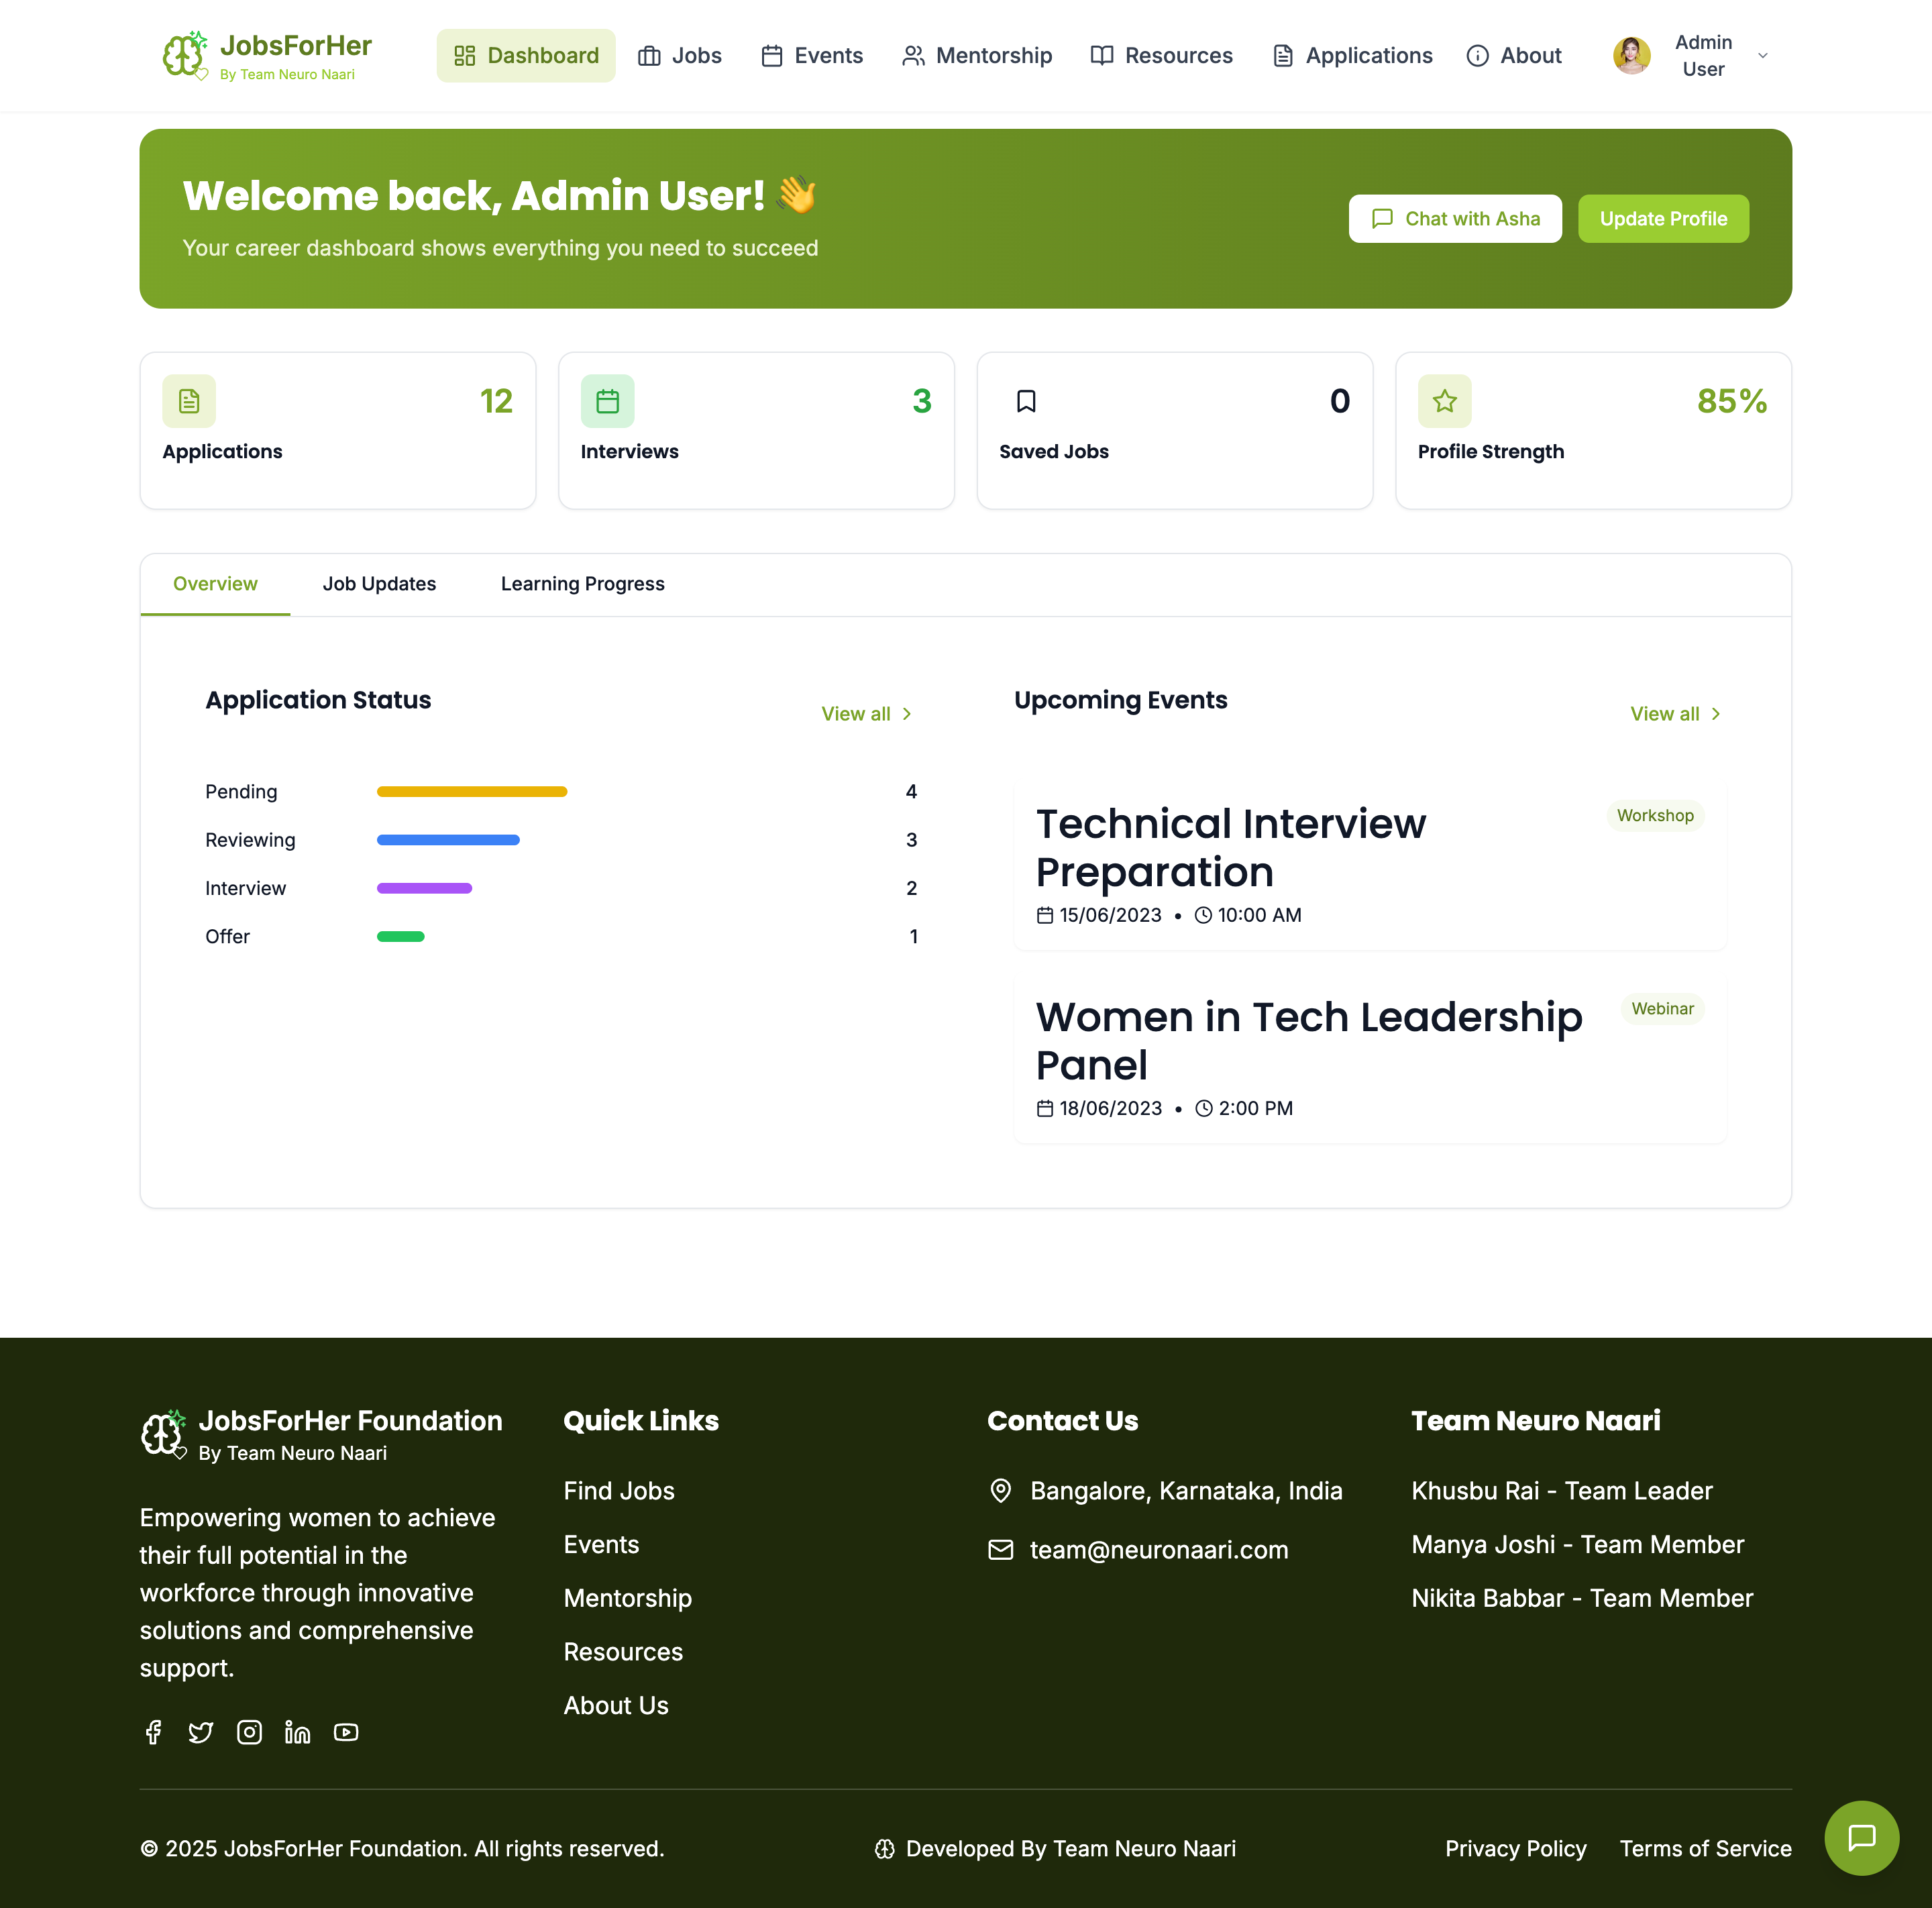 JobsForHer
By Team Neuro Naari
Dashboard
Jobs
Events
Mentorship
Resources
Applications
About
Admin
User
Welcome back, Admin User! 👋
Your career dashboard shows everything you need to succeed
Chat with Asha
Update Profile
12
Applications
3
Interviews
0
Saved Jobs
85%
Profile Strength
Overview
Job Updates
Learning Progress
Application Status
View all
Pending 4
Reviewing 3
Interview 2
Offer 1
Upcoming Events
View all
Technical Interview
Preparation
Workshop
15/06/2023 • 10:00 AM
Women in Tech Leadership
Panel
Webinar
18/06/2023 • 2:00 PM
JobsForHer Foundation
By Team Neuro Naari
Empowering women to achieve
their full potential in the
workforce through innovative
solutions and comprehensive
support.
Quick Links
Find Jobs
Events
Mentorship
Resources
About Us
Contact Us
Bangalore, Karnataka, India
team@neuronaari.com
Team Neuro Naari
Khusbu Rai - Team Leader
Manya Joshi - Team Member
Nikita Babbar - Team Member
© 2025 JobsForHer Foundation. All rights reserved.
Developed By Team Neuro Naari
Privacy Policy
Terms of Service